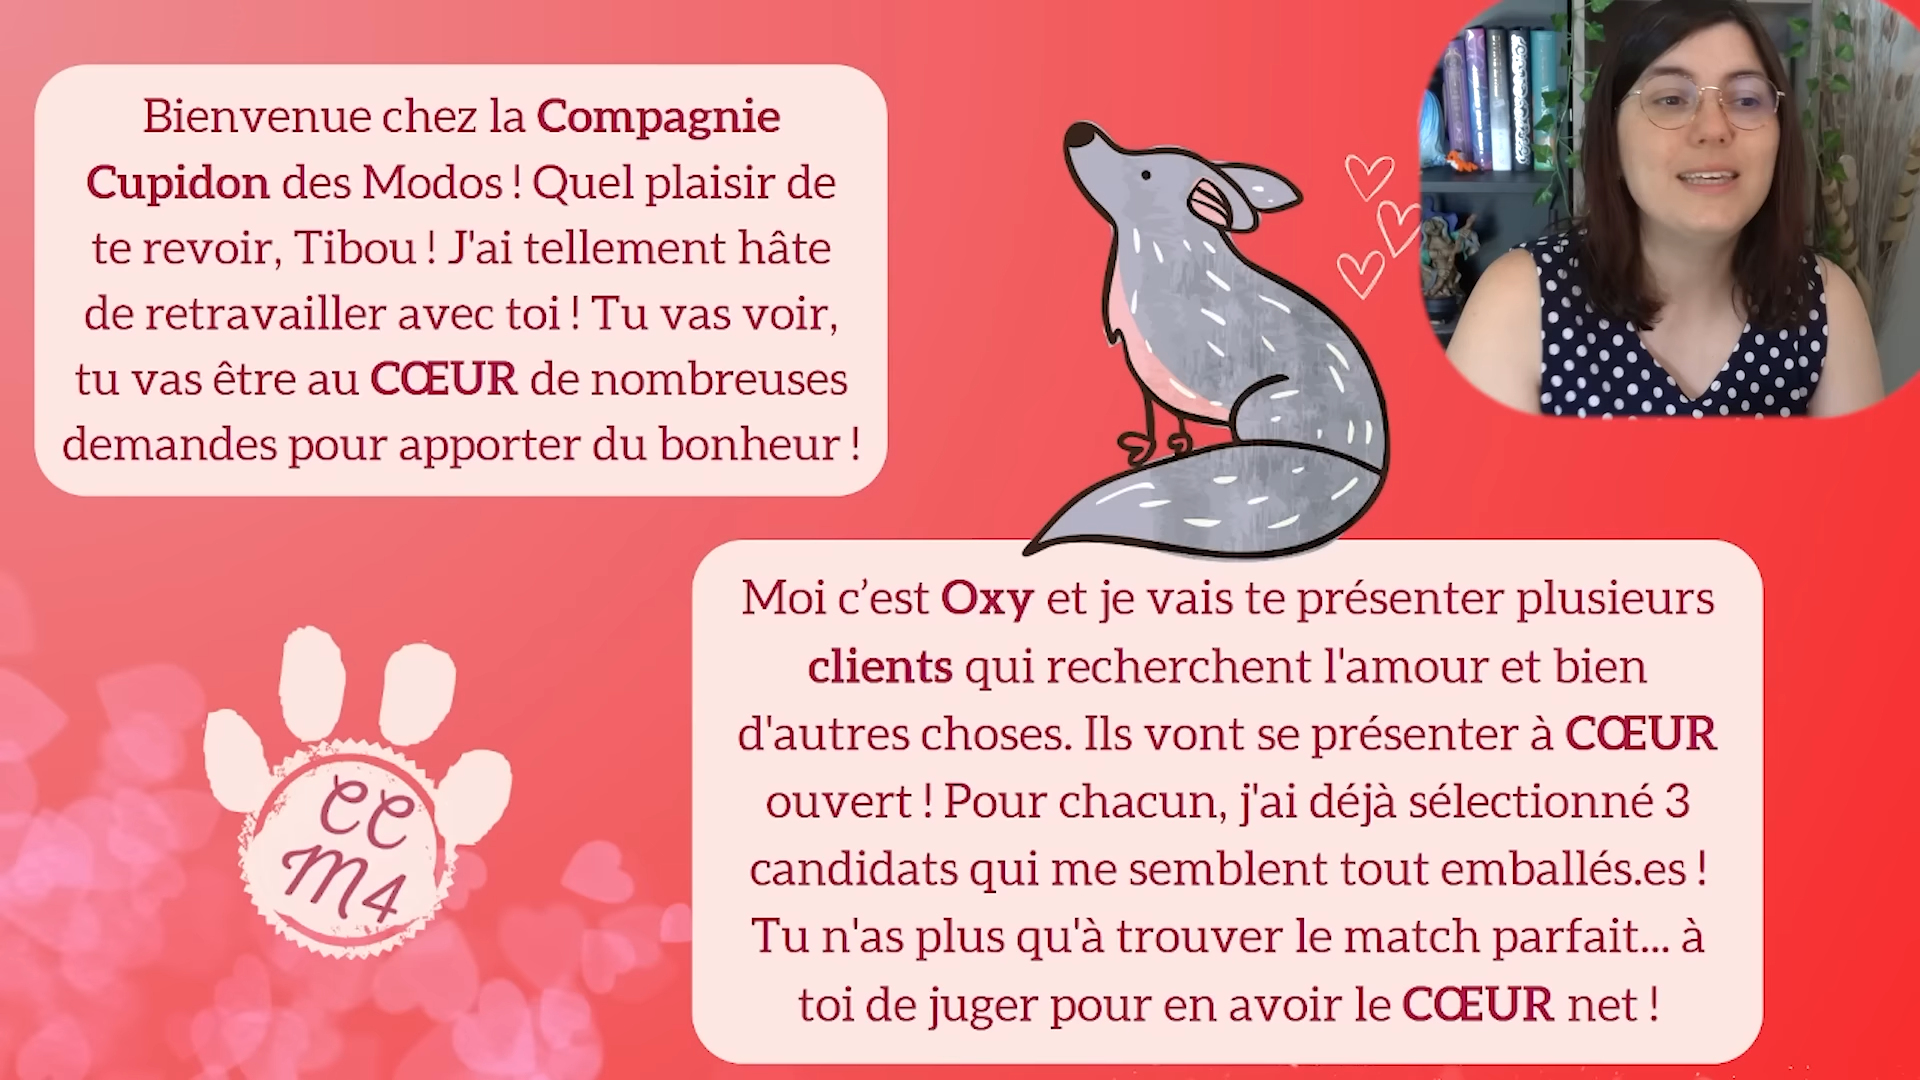 Bienvenue chez la Compagnie
Cupidon des Modos ! Quel plaisir de
te revoir, Tibou ! J'ai tellement hâte
de retravailler avec toi ! Tu vas voir,
tu vas être au CŒUR de nombreuses
demandes pour apporter du bonheur !
Moi c’est Oxy et je vais te présenter plusieurs
clients qui recherchent l'amour et bien
d'autres choses. Ils vont se présenter à CŒUR
ouvert ! Pour chacun, j'ai déjà sélectionné 3
candidats qui me semblent tout emballés.es !
Tu n'as plus qu'à trouver le match parfait... à
toi de juger pour en avoir le CŒUR net !
CC
M4